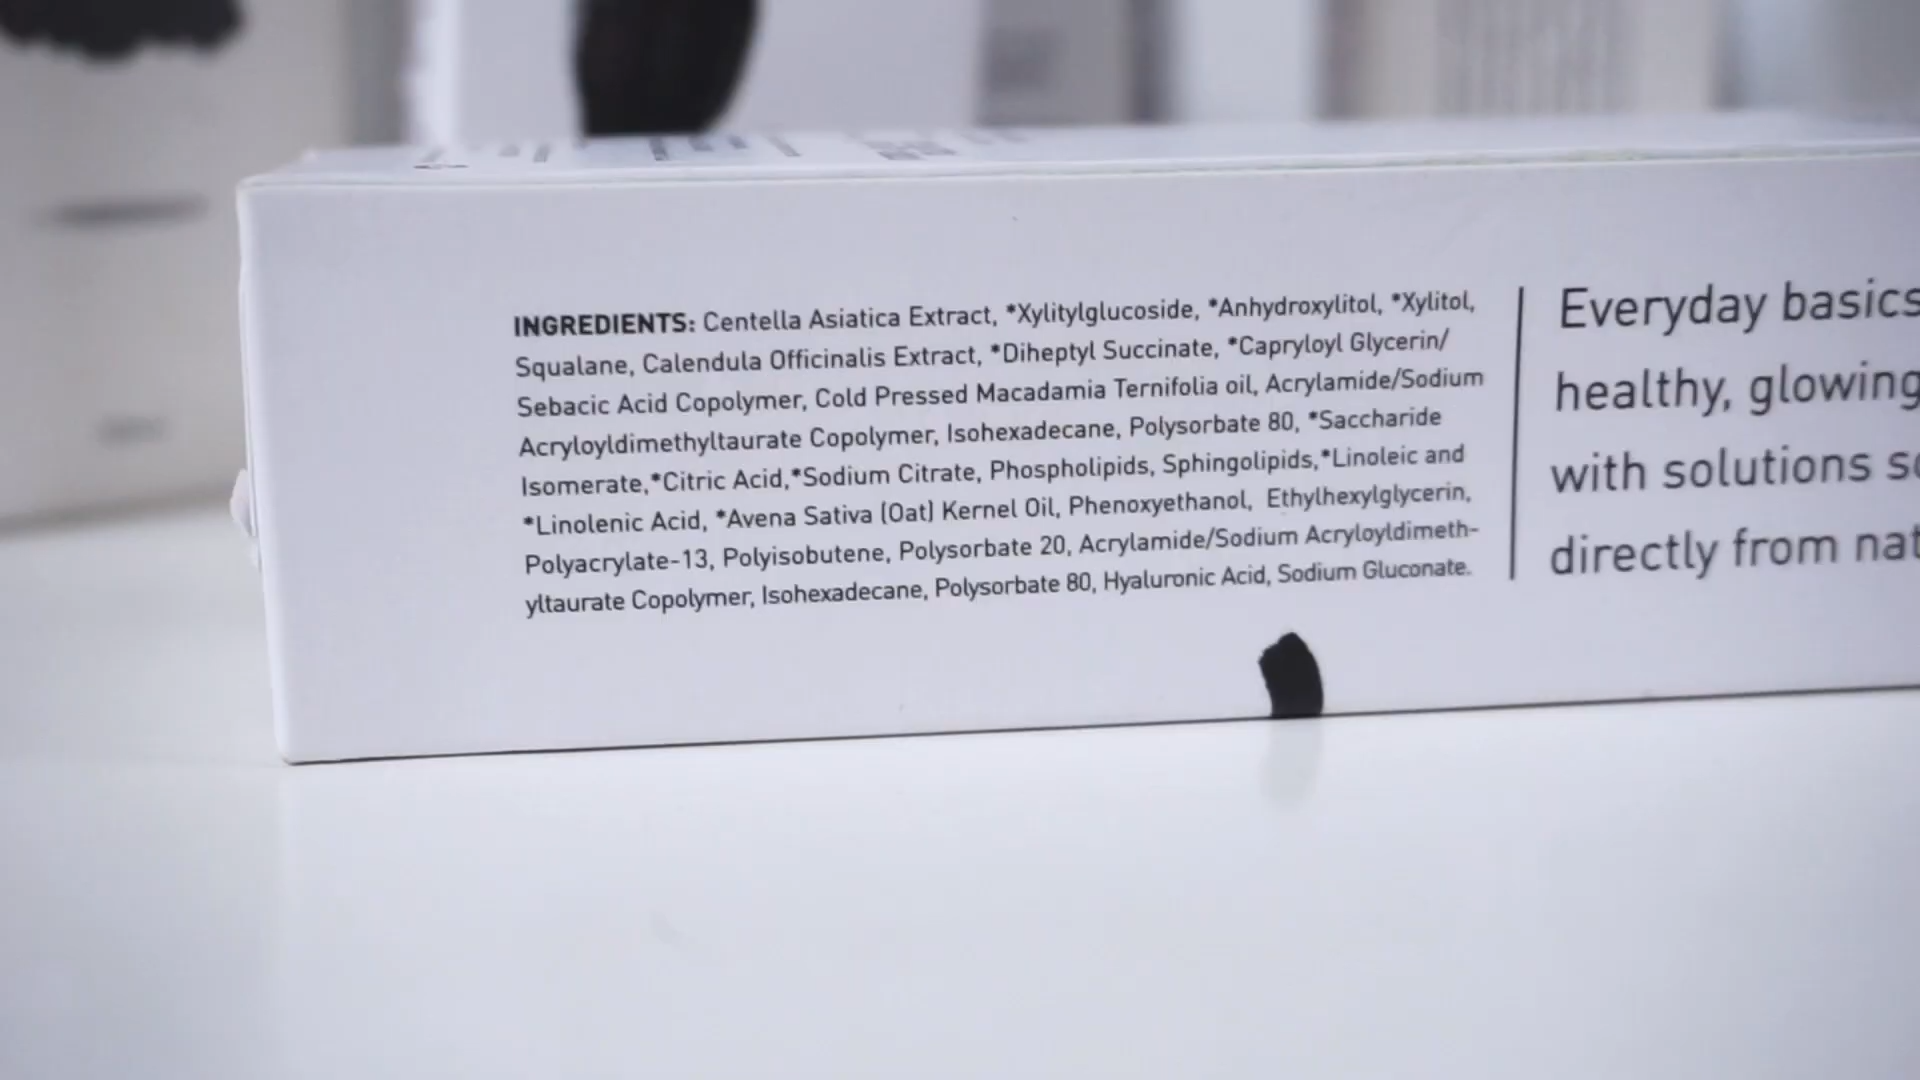 INGREDIENTS: Centella Asiatica Extract, *Xylitylglucoside, *Anhydroxylitol, *Xylitol,
Squalane, Calendula Officinalis Extract, *Diheptyl Succinate, *Capryloyl Glycerin/
Sebacic Acid Copolymer, Cold Pressed Macadamia Ternifolia oil, Acrylamide/Sodium
Acryloyldimethyltaurate Copolymer, Isohexadecane, Polysorbate 80, *Saccharide
Isomerate,*Citric Acid,*Sodium Citrate, Phospholipids, Sphingolipids,*Linoleic and
*Linolenic Acid, *Avena Sativa (Oat) Kernel Oil, Phenoxyethanol, Ethylhexylglycerin,
Polyacrylate-13, Polyisobutene, Polysorbate 20, Acrylamide/Sodium Acryloyldimeth-
yltaurate Copolymer, Isohexadecane, Polysorbate 80, Hyaluronic Acid, Sodium Gluconate.
Everyday basics
healthy, glowing
with solutions
directly from